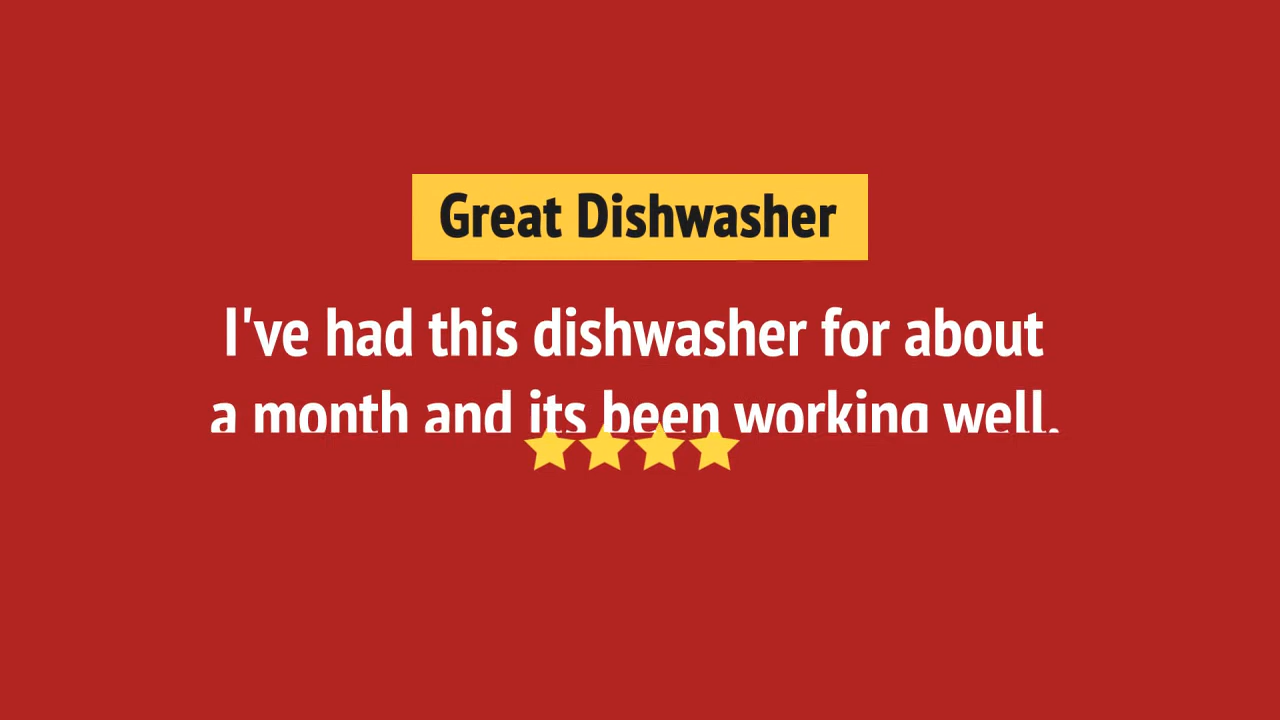 Great Dishwasher
I've had this dishwasher for about
a month and its been working well.